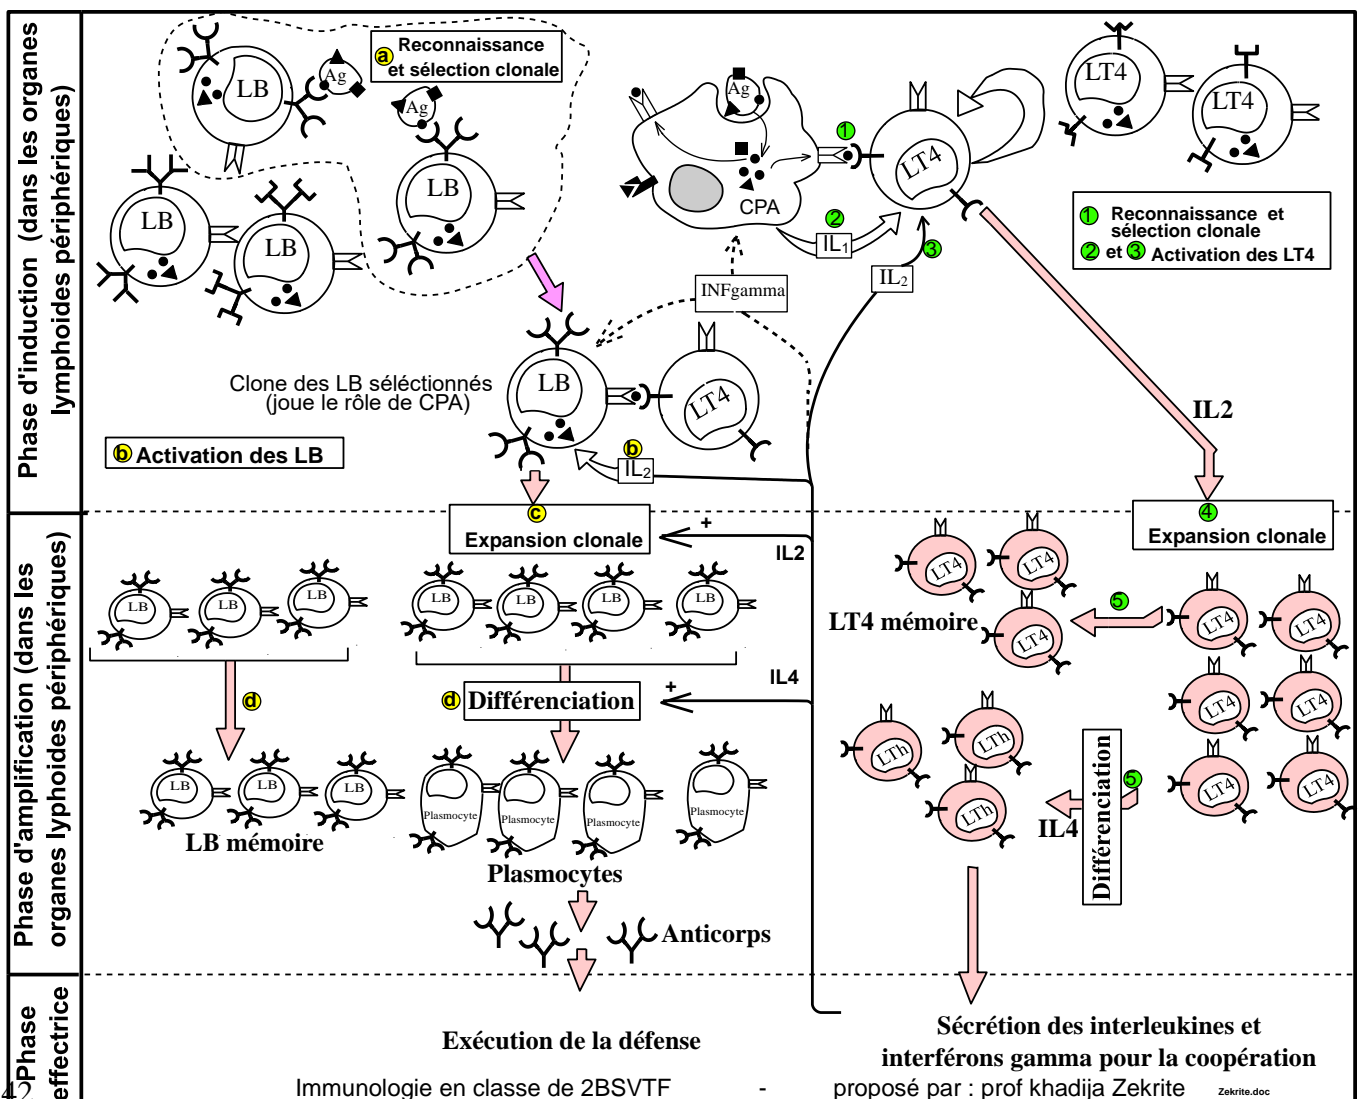 Phase d'induction (dans les organes
lymphoides périphériques)
Reconnaissance
a
et sélection clonale
LB
Ag
Ag
LB
LB
LB
Ag
CPA
1
LT4
LT4
LT4
1 Reconnaissance et
sélection clonale
2 et 3 Activation des LT4
2
IL1
3
IL2
INFgamma
Clone des LB séléctionnés
(joue le rôle de CPA)
LB
LT4
b Activation des LB
b
IL2
IL2
Phase d'amplification (dans les
organes lyphoides périphériques)
c
Expansion clonale
+
IL2
4
Expansion clonale
LB
LB
LB
LB
LB
LB
LB
LT4
LT4
LT4
LT4 mémoire
5
LT4
LT4
LT4
LT4
LT4
LT4
d
d
Différenciation
+
IL4
LB
LB
LB
LB mémoire
Plasmocyte
Plasmocyte
Plasmocyte
Plasmocyte
Plasmocytes
LTh
LTh
LTh
IL4
Différenciation
5
Anticorps
Phase
effectrice
Exécution de la défense
Sécrétion des interleukines et
interférons gamma pour la coopération
42
Immunologie en classe de 2BSVTF - proposé par : prof khadija Zekrite Zekrite.doc